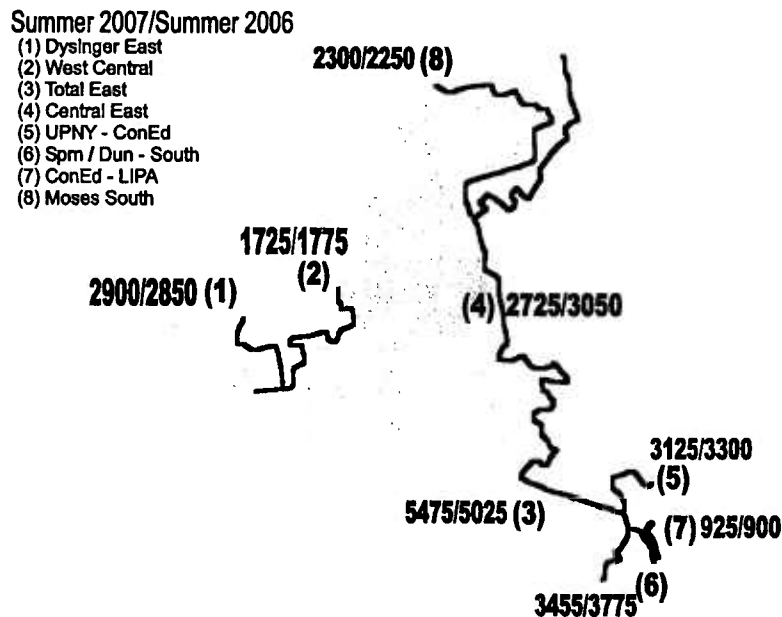 Summer 2007/Summer 2006
(1) Dysinger East
(2) West Central
(3) Total East
(4) Central East
(5) UPNY - ConEd
(6) Sprn / Dun - South
(7) ConEd - LIPA
(8) Moses South
2300/2250 (8)
1725/1775
(2)
2900/2850 (1)
(4) 2725/3050
3125/3300
(5)
5475/5025 (3)
(7) 925/900
(6)
3455/3775